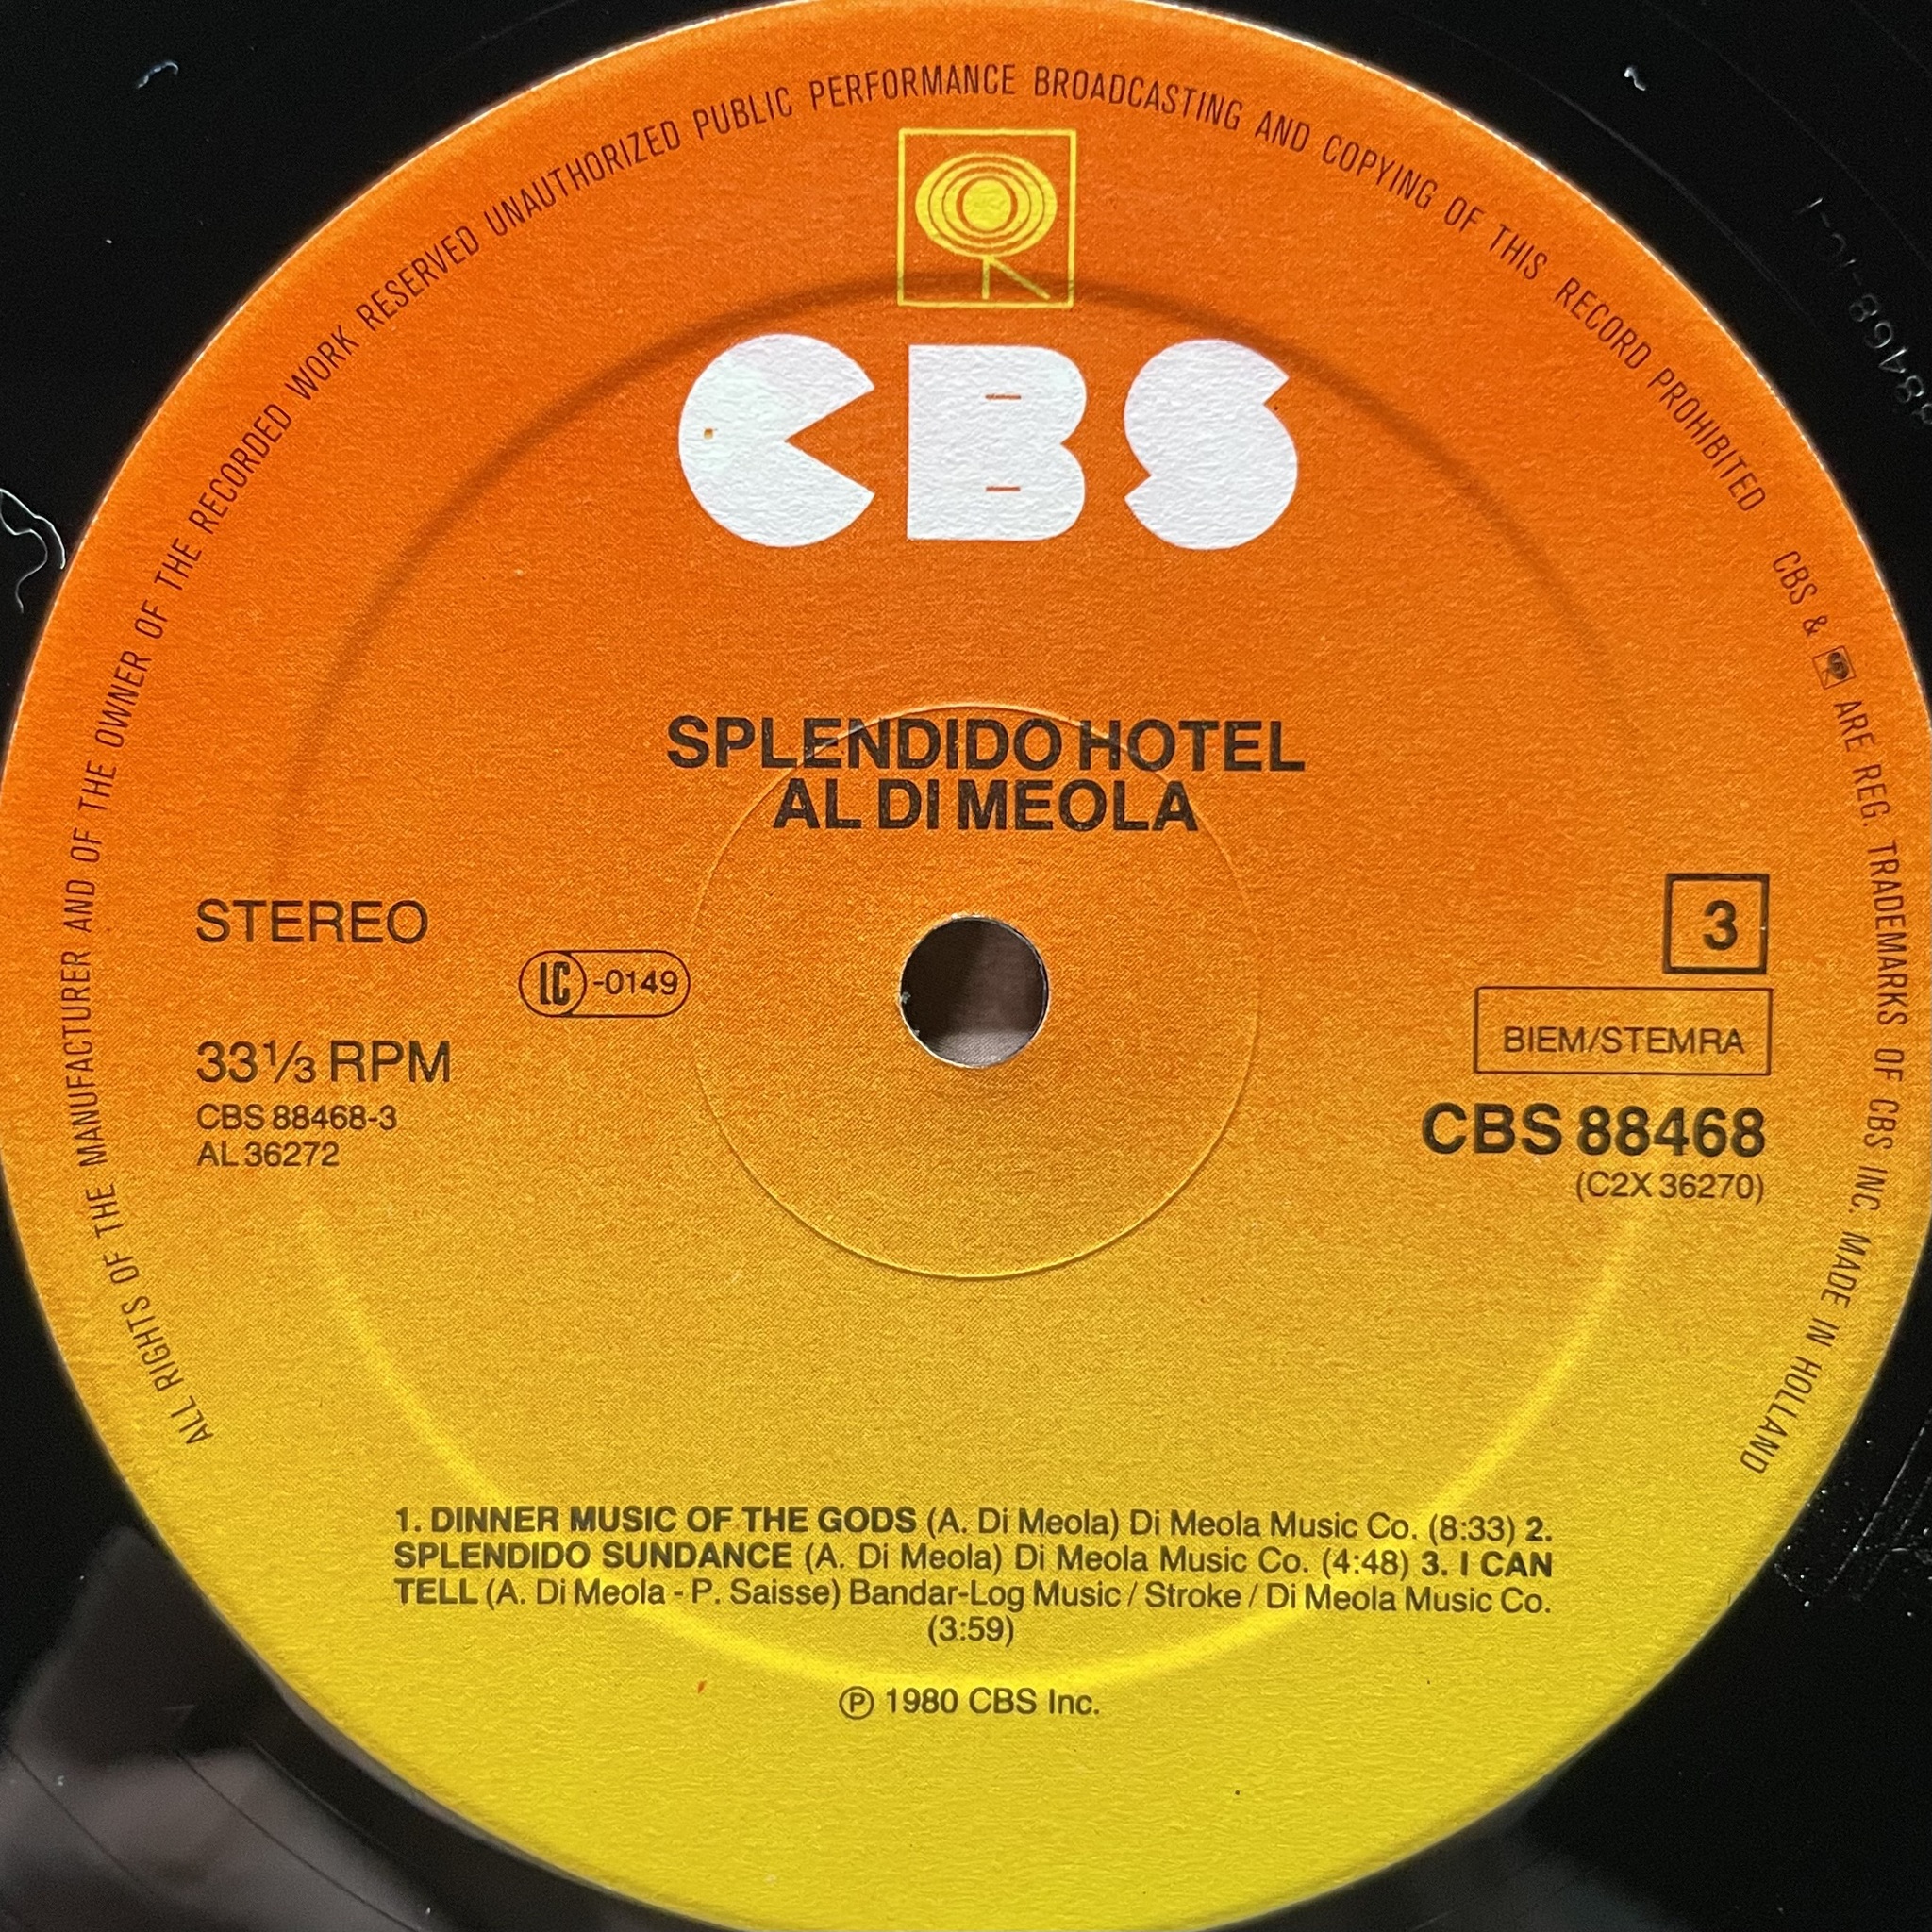 ALL RIGHTS OF THE MANUFACTURER AND OF THE OWNER OF THE RECORDED WORK RESERVED UNAUTHORIZED PUBLIC PERFORMANCE BROADCASTING AND COPYING OF THIS RECORD PROHIBITED CBS & ARE REG. TRADEMARKS OF CBS INC. MADE IN HOLLAND
CBS
SPLENDIDO HOTEL
AL DI MEOLA
STEREO
LC-0149
33⅓ RPM
CBS 88468-3
AL 36272
3
BIEM/STEMRA
CBS 88468
(C2X 36270)
1. DINNER MUSIC OF THE GODS (A. Di Meola) Di Meola Music Co. (8:33) 2.
SPLENDIDO SUNDANCE (A. Di Meola) Di Meola Music Co. (4:48) 3. I CAN
TELL (A. Di Meola - P. Saisse) Bandar-Log Music / Stroke / Di Meola Music Co.
(3:59)
℗ 1980 CBS Inc.